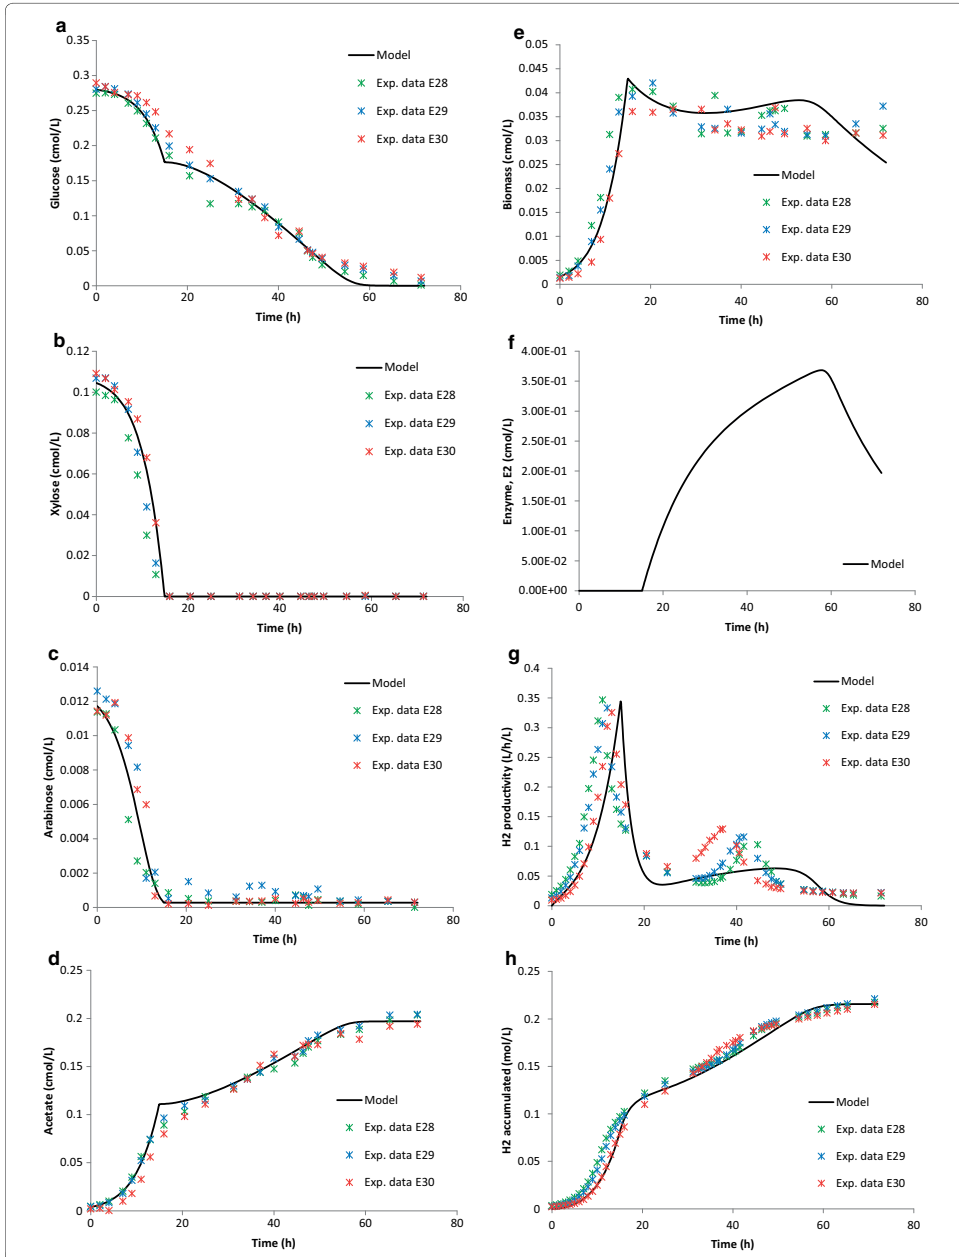 a
0.35
0.3
0.25
0.2
0.15
0.1
0.05
0
0 20 40 60 80
Glucose (cmol/L)
Time (h)
Model
Exp. data E28
Exp. data E29
Exp. data E30
b
0.12
0.1
0.08
0.06
0.04
0.02
0
0 20 40 60 80
Xylose (cmol/L)
Time (h)
Model
Exp. data E28
Exp. data E29
Exp. data E30
c
0.014
0.012
0.01
0.008
0.006
0.004
0.002
0
0 20 40 60 80
Arabinose (cmol/L)
Time (h)
Model
Exp. data E28
Exp. data E29
Exp. data E30
d
0.25
0.2
0.15
0.1
0.05
0
0 20 40 60 80
Acetate (cmol/L)
Time (h)
Model
Exp. data E28
Exp. data E29
Exp. data E30
e
0.05
0.045
0.04
0.035
0.03
0.025
0.02
0.015
0.01
0.005
0
0 20 40 60 80
Biomass (cmol/L)
Time (h)
Model
Exp. data E28
Exp. data E29
Exp. data E30
f
4.00E-01
3.50E-01
3.00E-01
2.50E-01
2.00E-01
1.50E-01
1.00E-01
5.00E-02
0.00E+00
0 20 40 60 80
Enzyme, E2 (cmol/L)
Time (h)
Model
g
0.4
0.35
0.3
0.25
0.2
0.15
0.1
0.05
0
0 20 40 60 80
H2 productivity (L/h/L)
Time (h)
Model
Exp. data E28
Exp. data E29
Exp. data E30
h
0.25
0.2
0.15
0.1
0.05
0
0 20 40 60 80
H2 accumulated (mol/L)
Time (h)
Model
Exp. data E28
Exp. data E29
Exp. data E30